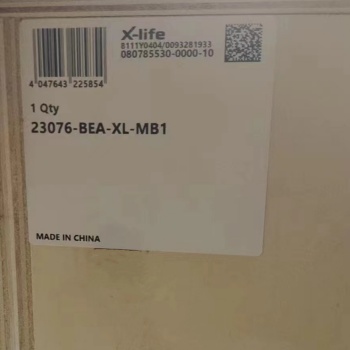 X-life
8111Y0404/0093281933
080785530-0000-10
4 047643 225854
1 Qty
23076-BEA-XL-MB1
MADE IN CHINA